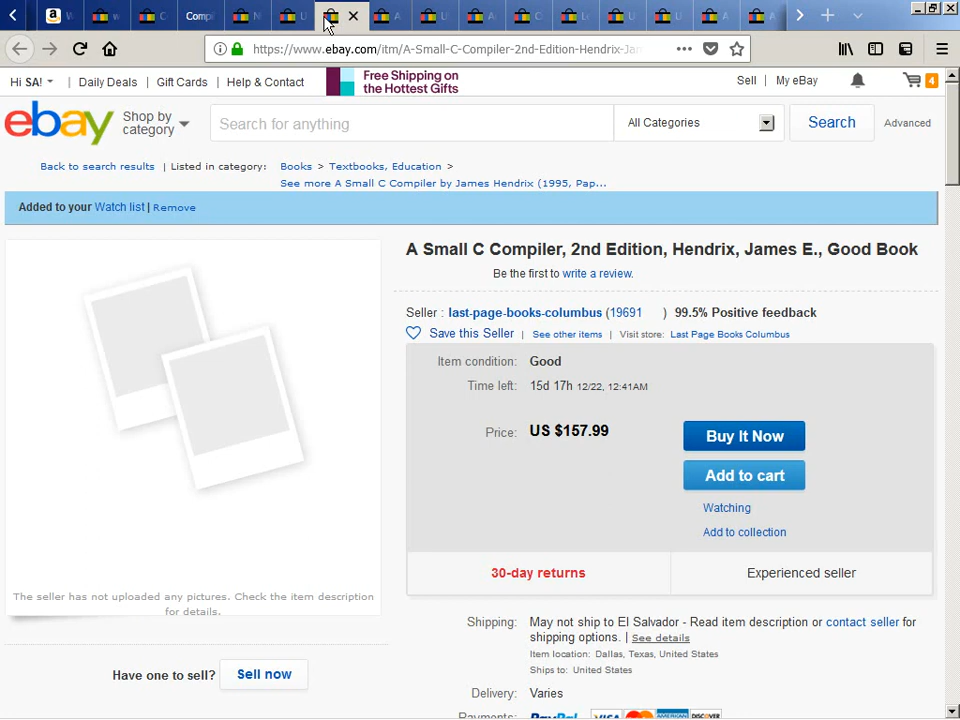 w
C
Compi
N
U
A
U
A
C
L
U
U
A
A
https://www.ebay.com/itm/A-Small-C-Compiler-2nd-Edition-Hendrix-Jam
Hi SA!
Daily Deals
Gift Cards
Help & Contact
Free Shipping on
the Hottest Gifts
Sell
My eBay
4
ebay
Shop by
category
Search for anything
All Categories
Search
Advanced
Back to search results | Listed in category: Books > Textbooks, Education >
See more A Small C Compiler by James Hendrix (1995, Pap...
Added to your Watch list | Remove
A Small C Compiler, 2nd Edition, Hendrix, James E., Good Book
Be the first to write a review.
Seller : last-page-books-columbus (19691 ) 99.5% Positive feedback
Save this Seller | See other items | Visit store: Last Page Books Columbus
Item condition: Good
Time left: 15d 17h 12/22, 12:41AM
Price: US $157.99
Buy It Now
Add to cart
Watching
Add to collection
30-day returns
Experienced seller
The seller has not uploaded any pictures. Check the item description
for details.
Shipping: May not ship to El Salvador - Read item description or contact seller for
shipping options. | See details
Item location: Dallas, Texas, United States
Ships to: United States
Have one to sell? Sell now
Delivery: Varies
Payments: PayPal VISA AMERICAN DISCOVER